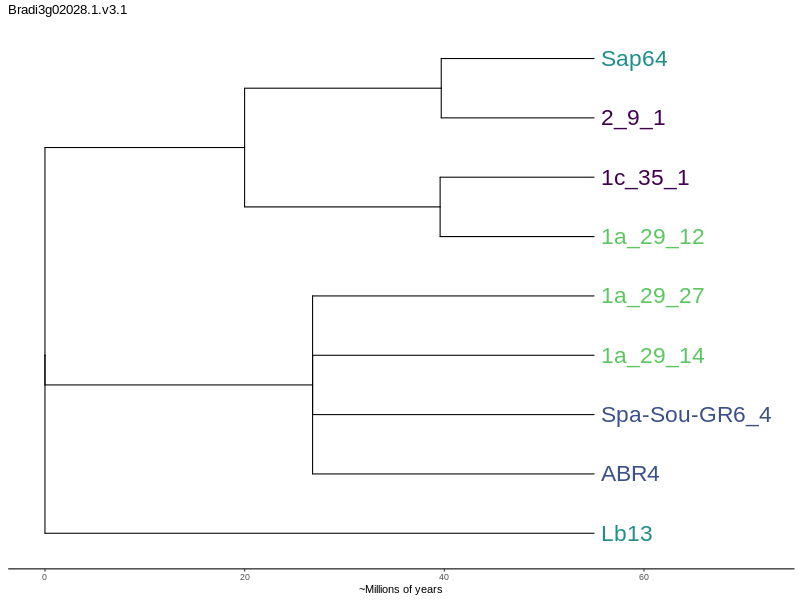 Bradi3g02028.1.v3.1
Sap64
2_9_1
1c_35_1
1a_29_12
1a_29_27
1a_29_14
Spa-Sou-GR6_4
ABR4
Lb13
0 20 40 60
~Millions of years